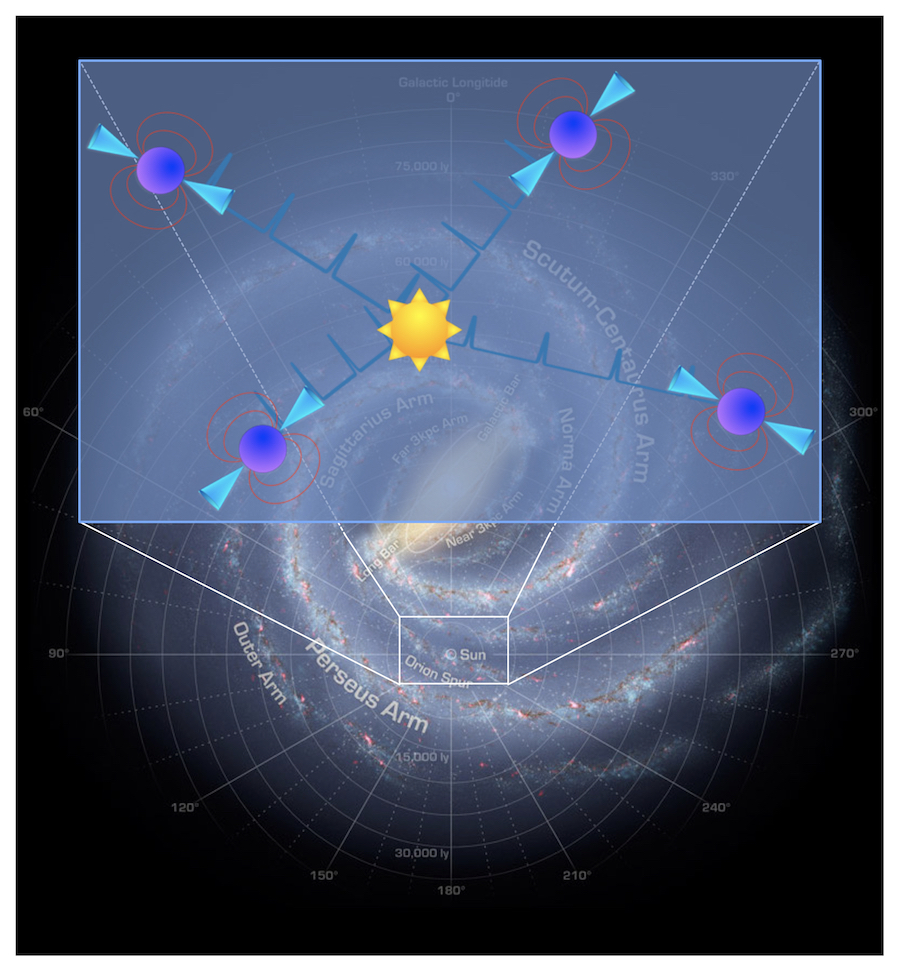 Galactic Longitide
0°
75,000 ly
330°
Scutum-Centaurus Arm
60,000 ly
60°
300°
Sagittarius Arm
Far 3kpc Arm
Galactic Bar
Norma Arm
Near 3kpc Arm
Long Bar
Sun
Orion Spur
90°
270°
Outer Arm
Perseus Arm
15,000 ly
120°
240°
30,000 ly
150°
210°
180°